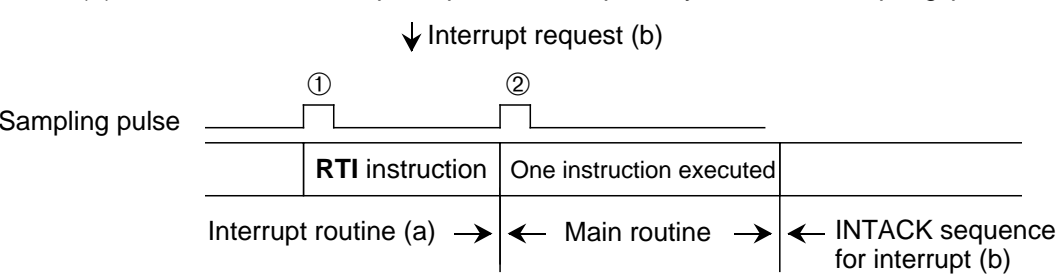 Interrupt request (b)
① ②
Sampling pulse
RTI instruction One instruction executed
Interrupt routine (a) Main routine INTACK sequence
for interrupt (b)